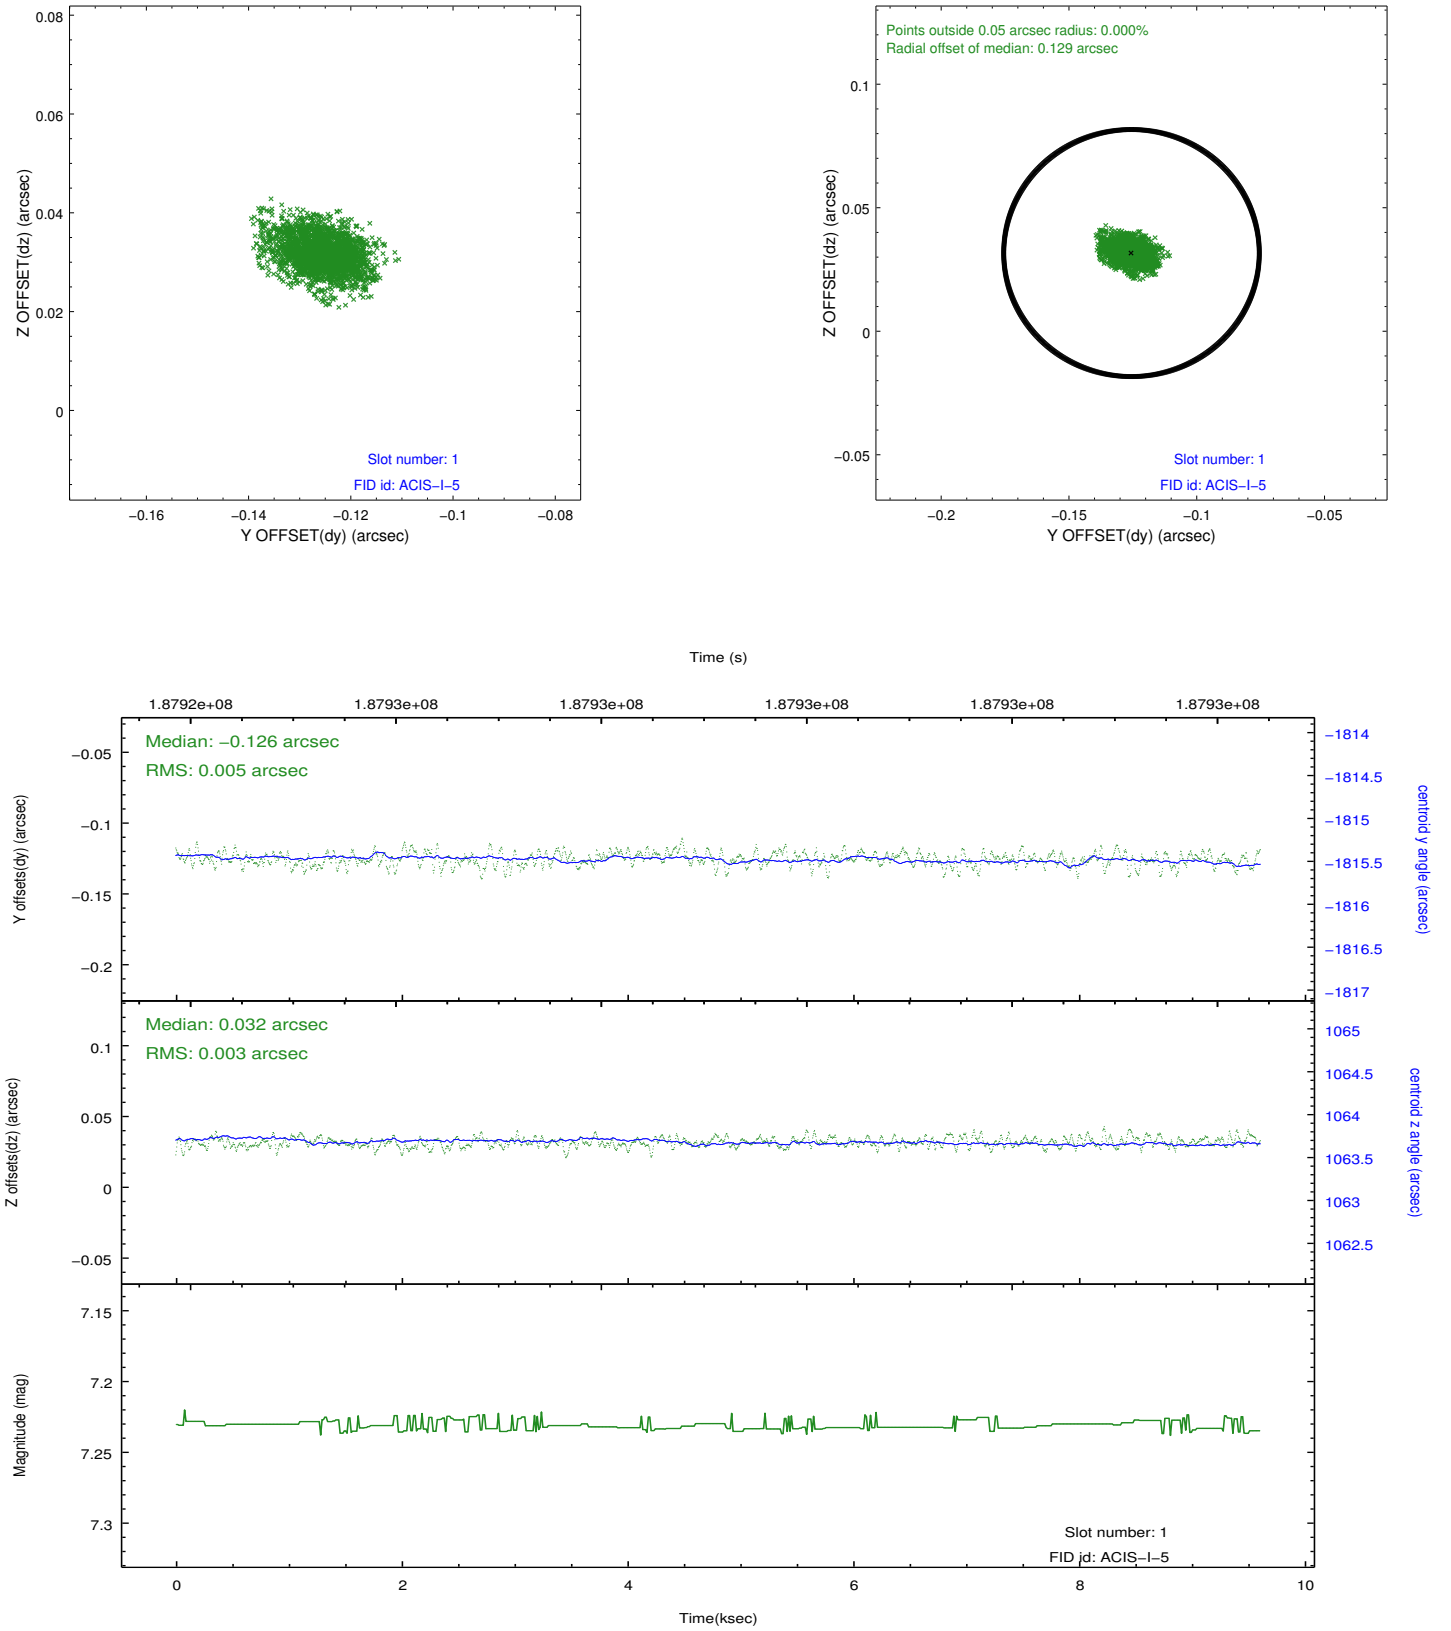 0.08
0.06
0.04
0.02
0
Z OFFSET(dz) (arcsec)
Slot number: 1
FID id: ACIS−I−5
−0.16 −0.14 −0.12 −0.1 −0.08
Y OFFSET(dy) (arcsec)
Points outside 0.05 arcsec radius: 0.000%
Radial offset of median: 0.129 arcsec
0.1
0.05
0
−0.05
Z OFFSET(dz) (arcsec)
Slot number: 1
FID id: ACIS−I−5
−0.2 −0.15 −0.1 −0.05
Y OFFSET(dy) (arcsec)
Time (s)
1.8792e+08 1.8793e+08 1.8793e+08 1.8793e+08 1.8793e+08 1.8793e+08
Median: −0.126 arcsec
RMS: 0.005 arcsec
−0.05
−0.1
−0.15
−0.2
Y offsets(dy) (arcsec)
−1814
−1814.5
−1815
−1815.5
−1816
−1816.5
−1817
centroid y angle (arcsec)
Median: 0.032 arcsec
RMS: 0.003 arcsec
0.1
0.05
0
−0.05
Z offsets(dz) (arcsec)
1065
1064.5
1064
1063.5
1063
1062.5
centroid z angle (arcsec)
7.15
7.2
7.25
7.3
Magnitude (mag)
Slot number: 1
FID id: ACIS−I−5
0 2 4 6 8 10
Time(ksec)